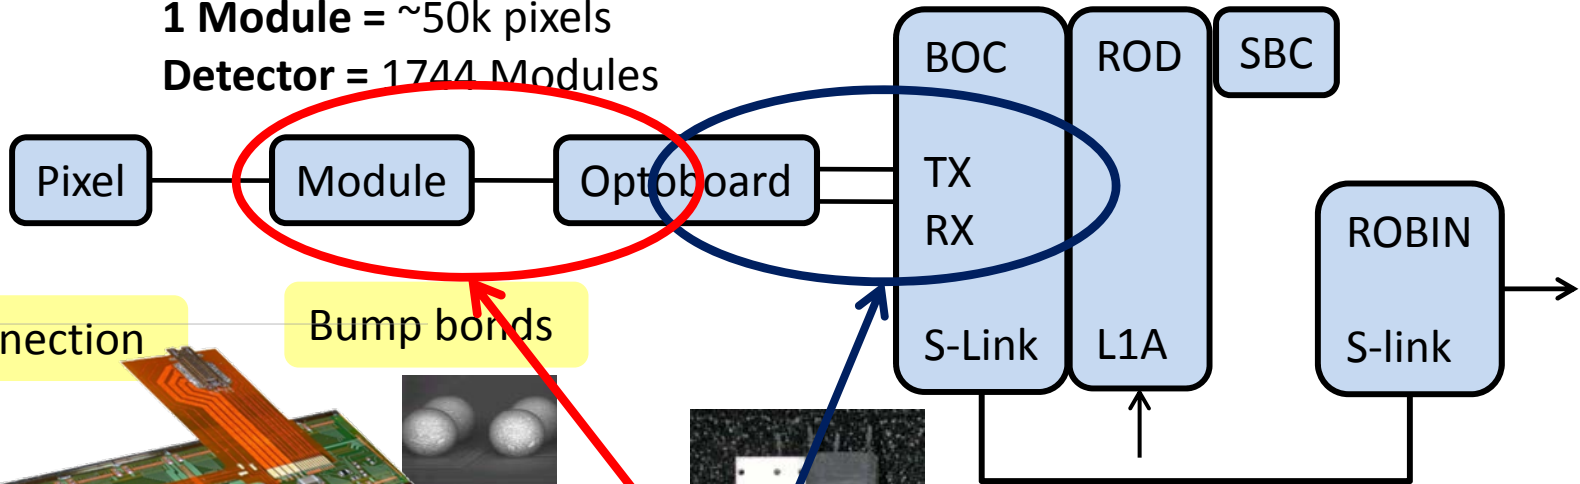 1 Module = ~50k pixels
Detector = 1744 Modules
Pixel
Module
Optoboard
BOC
TX
RX
S-Link
ROD
L1A
SBC
ROBIN
S-link
nection
Bump bonds